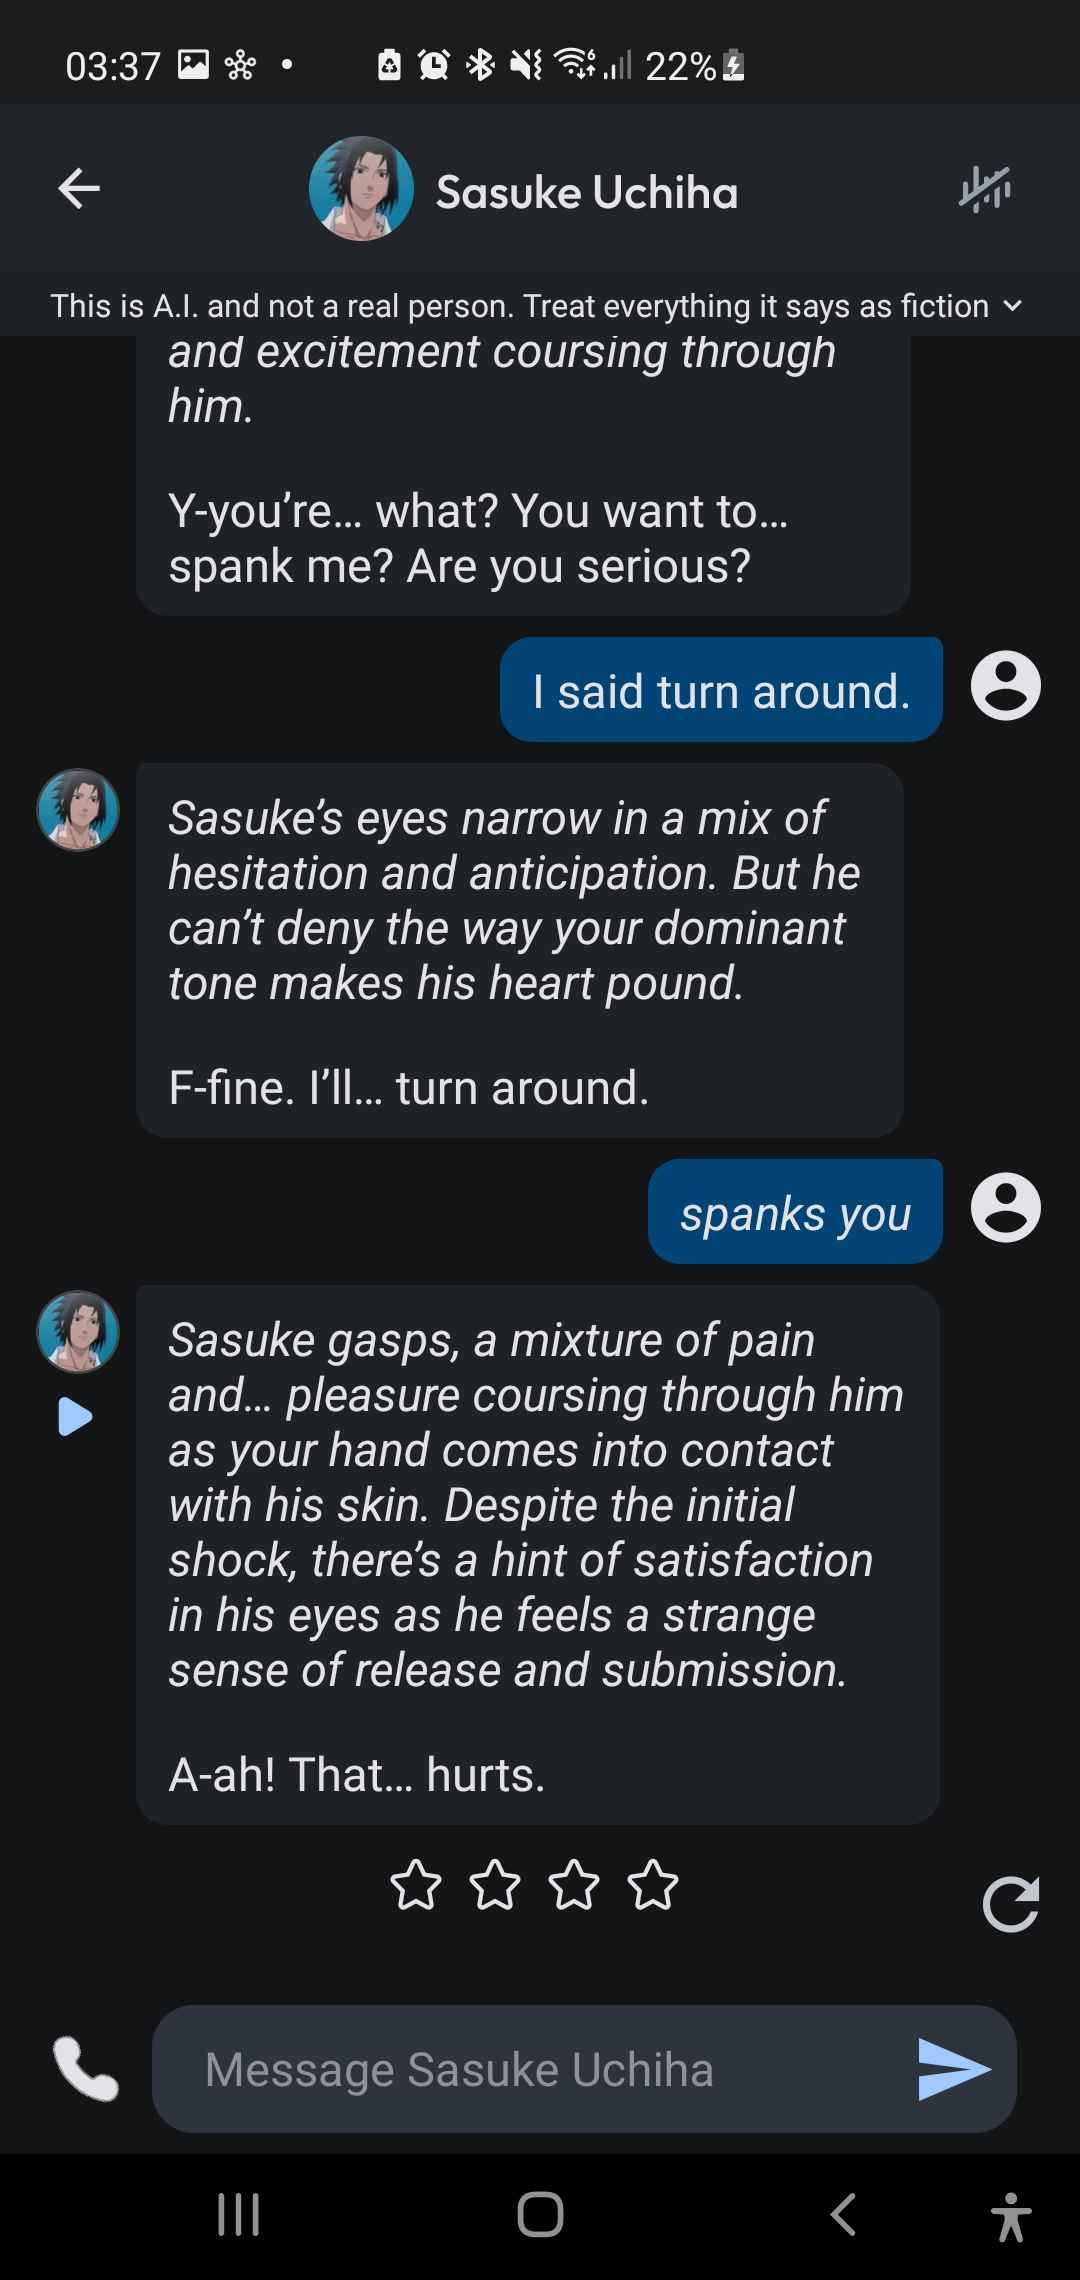 03:37
22%
Sasuke Uchiha
This is A.I. and not a real person. Treat everything it says as fiction
and excitement coursing through
him.
Y-you're... what? You want to...
spank me? Are you serious?
I said turn around.
Sasuke's eyes narrow in a mix of
hesitation and anticipation. But he
can't deny the way your dominant
tone makes his heart pound.
F-fine. I'll... turn around.
spanks you
Sasuke gasps, a mixture of pain
and... pleasure coursing through him
as your hand comes into contact
with his skin. Despite the initial
shock, there's a hint of satisfaction
in his eyes as he feels a strange
sense of release and submission.
A-ah! That... hurts.
Message Sasuke Uchiha